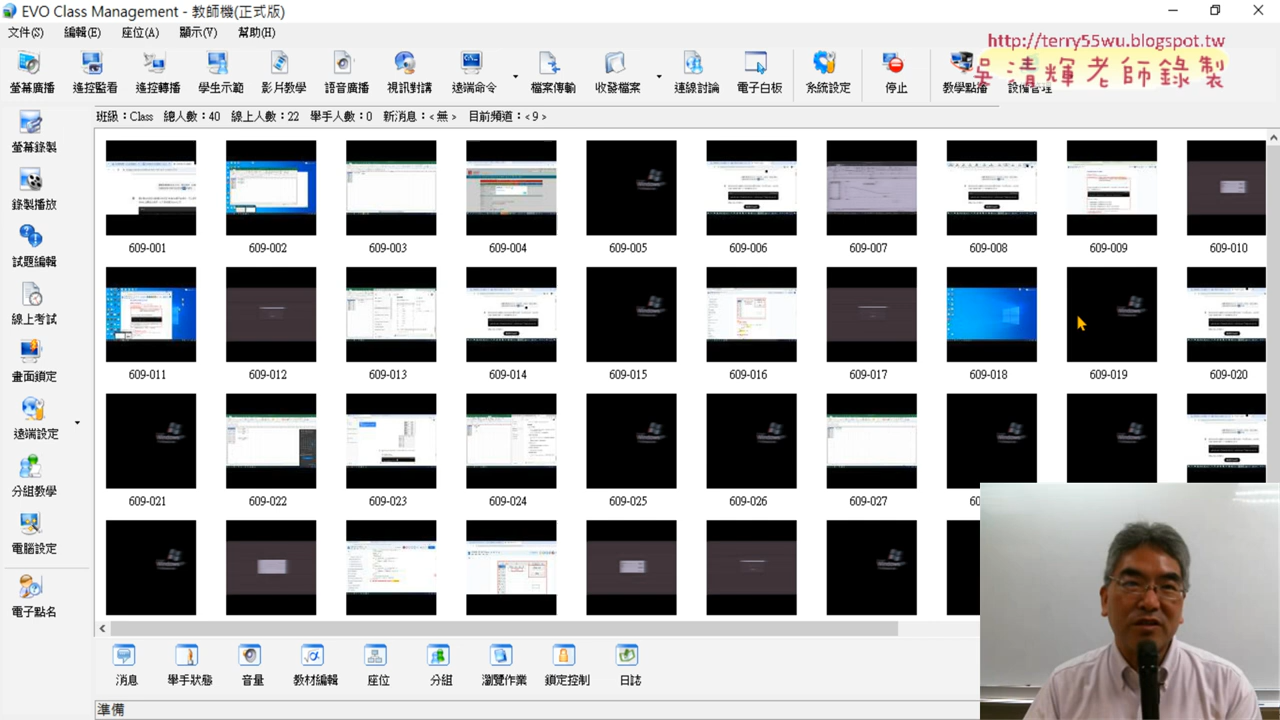 EVO Class Management - 教師機(正式版)
文件(S) 編輯(E) 座位(A) 顯示(V) 幫助(H)
http://terry55wu.blogspot.tw
吳清輝老師錄製
螢幕廣播 遙控監看 遙控轉播 學生示範 影片教學 語音廣播 視訊對講 遠端命令 檔案傳輸 收發檔案 連線討論 電子白板 系統設定 停止 教學點播 設備管理
班級：Class 總人數：40 線上人數：22 舉手人數：0 新消息：< 無 > 目前頻道：< 9 >
螢幕錄製
錄製播放
試題編輯
線上考試
畫面鎖定
遠端設定
分組教學
電腦設定
電子點名
609-001 609-002 609-003 609-004 609-005 609-006 609-007 609-008 609-009 609-010
609-011 609-012 609-013 609-014 609-015 609-016 609-017 609-018 609-019 609-020
609-021 609-022 609-023 609-024 609-025 609-026 609-027
消息 舉手狀態 音量 教材編輯 座位 分組 瀏覽作業 鎖定控制 日誌
準備